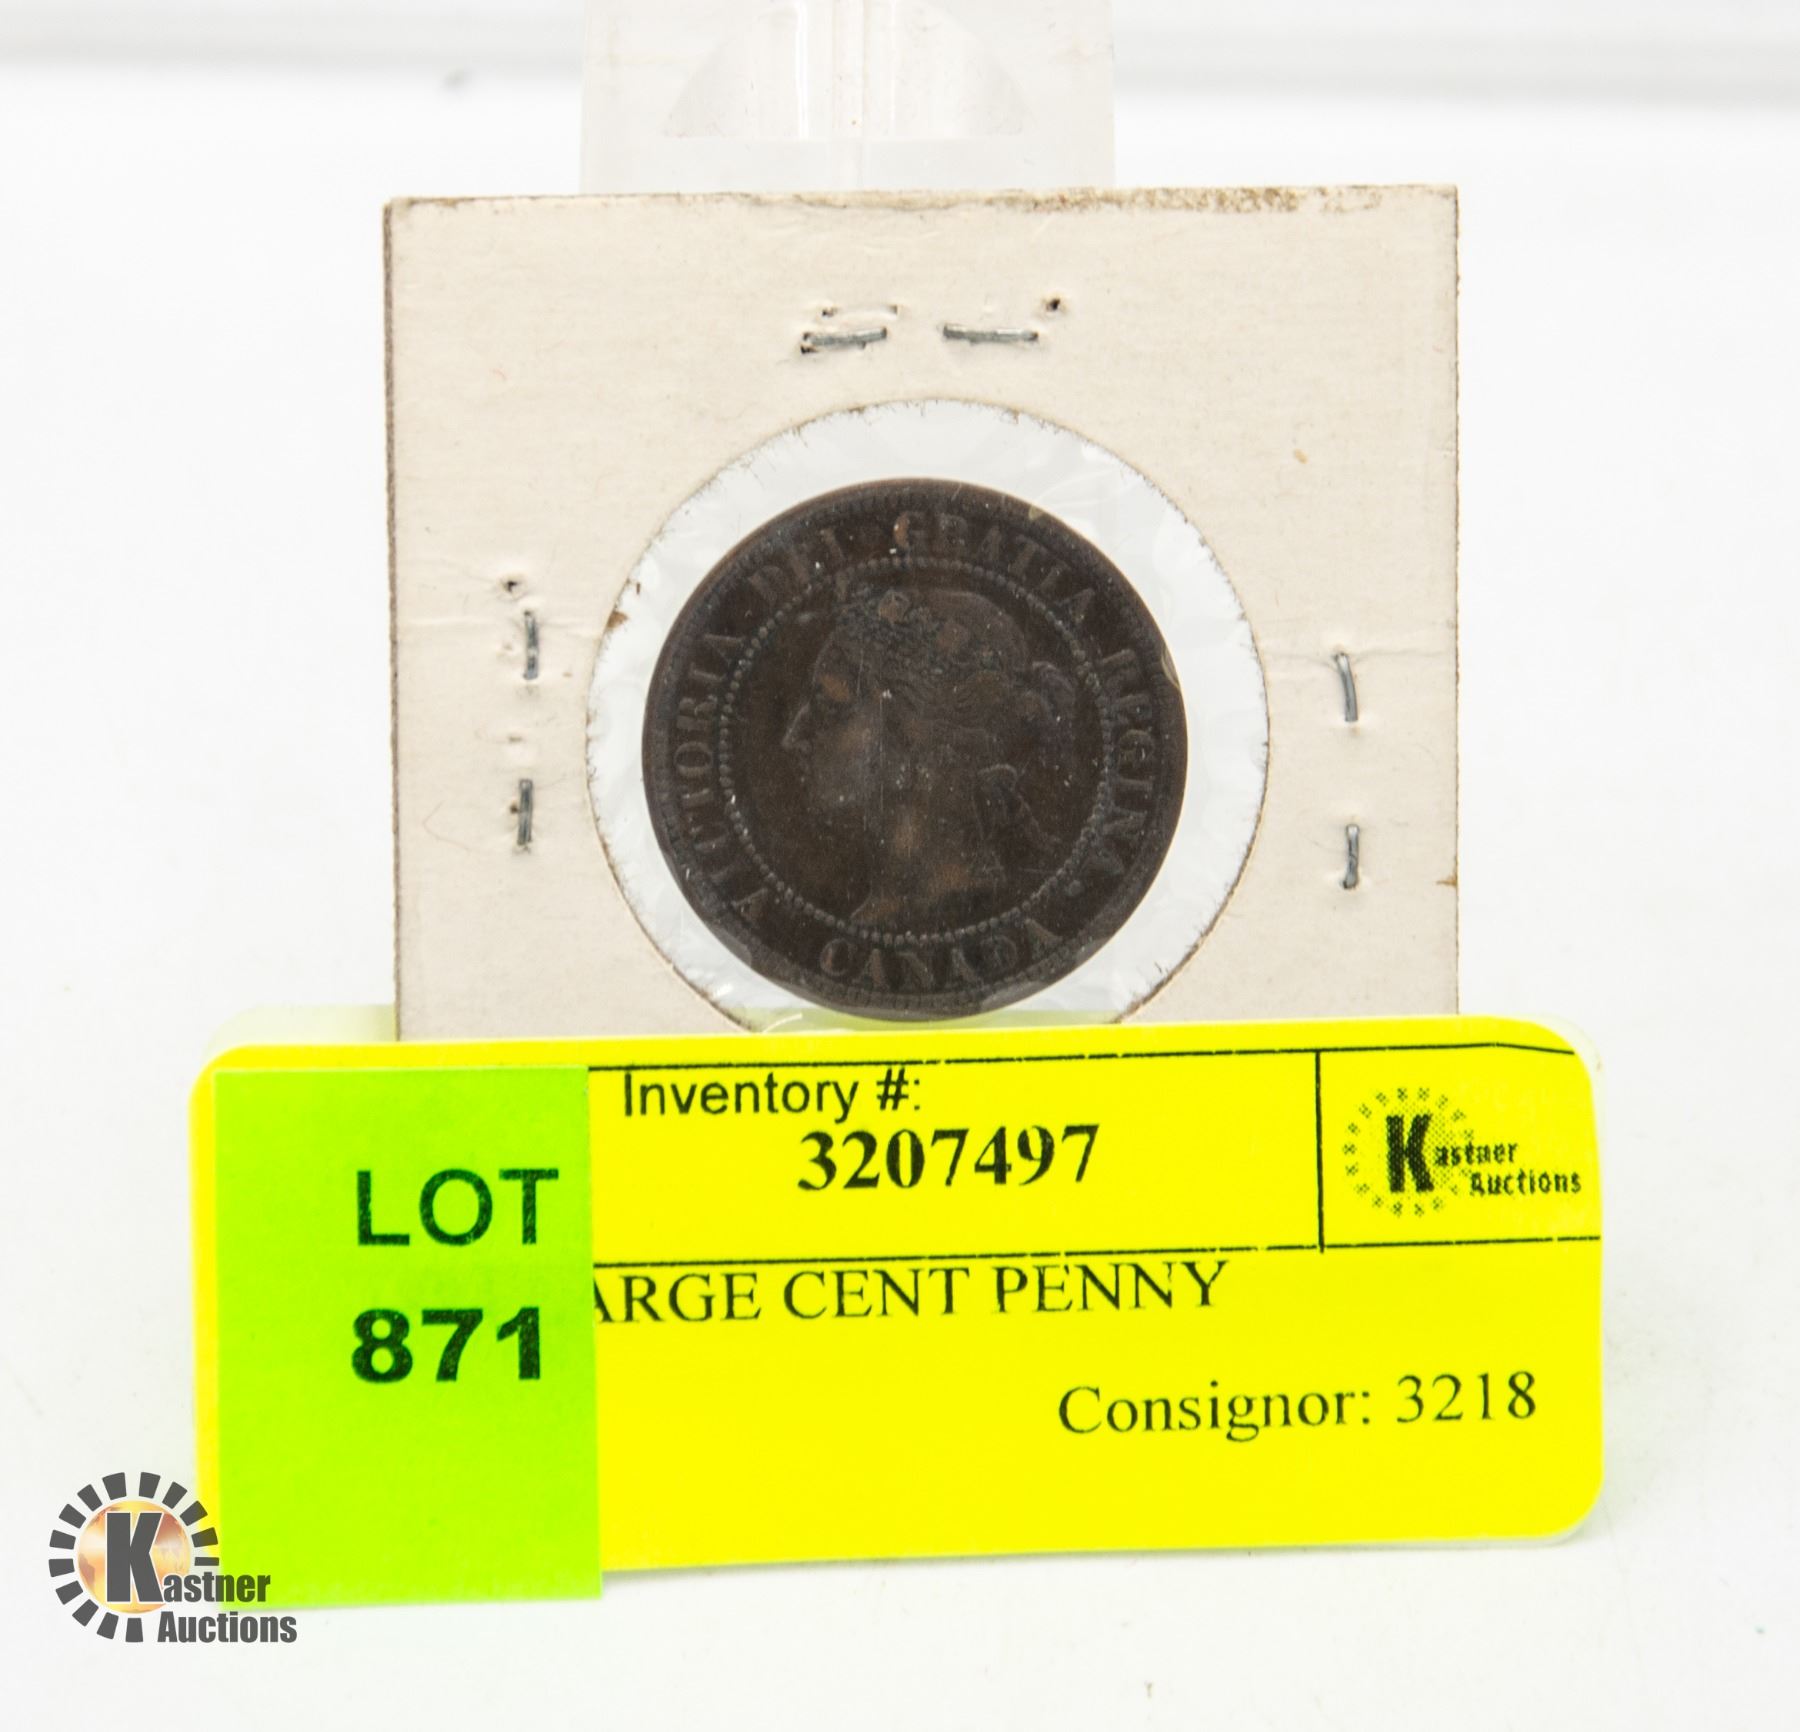 VICTORIA DEI GRATIA REGINA.
CANADA
Inventory #:
3207497
Kastner
Auctions
LOT
871
ARGE CENT PENNY
Consignor: 3218
Kastner
Auctions